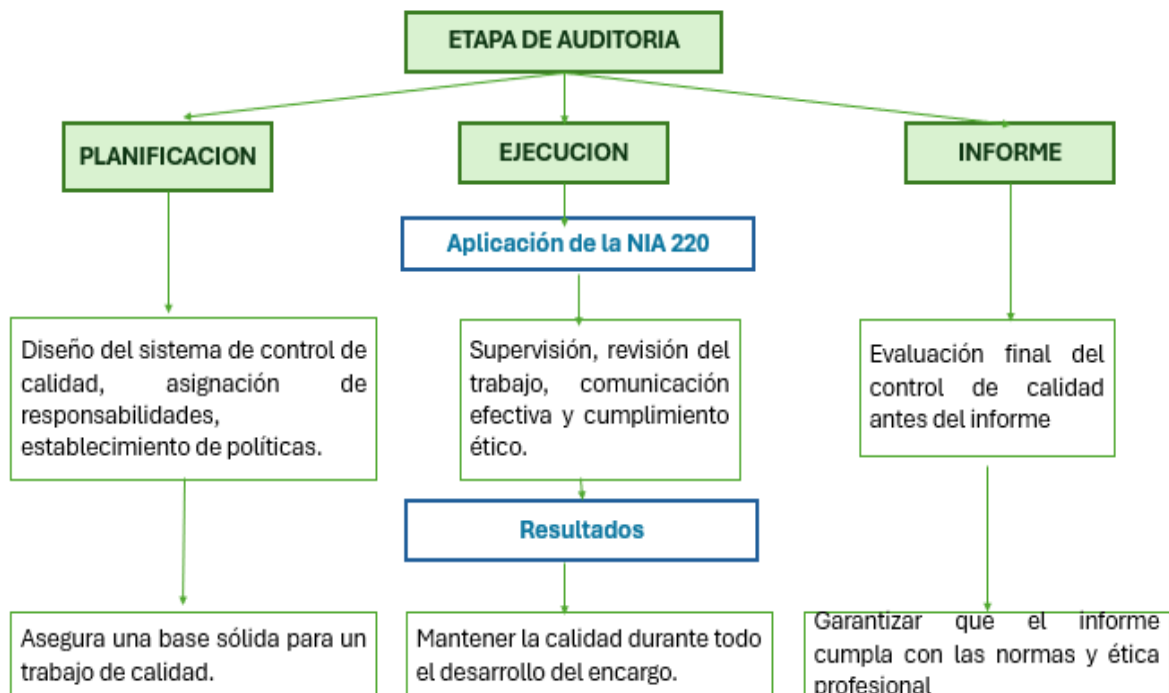 ETAPA DE AUDITORIA
PLANIFICACION
EJECUCION
INFORME
Aplicación de la NIA 220
Diseño del sistema de control de
calidad, asignación de
responsabilidades,
establecimiento de políticas.
Supervisión, revisión del
trabajo, comunicación
efectiva y cumplimiento
ético.
Evaluación final del
control de calidad
antes del informe
Resultados
Asegura una base sólida para un
trabajo de calidad.
Mantener la calidad durante todo
el desarrollo del encargo.
Garantizar que el informe
cumpla con las normas y ética
profesional